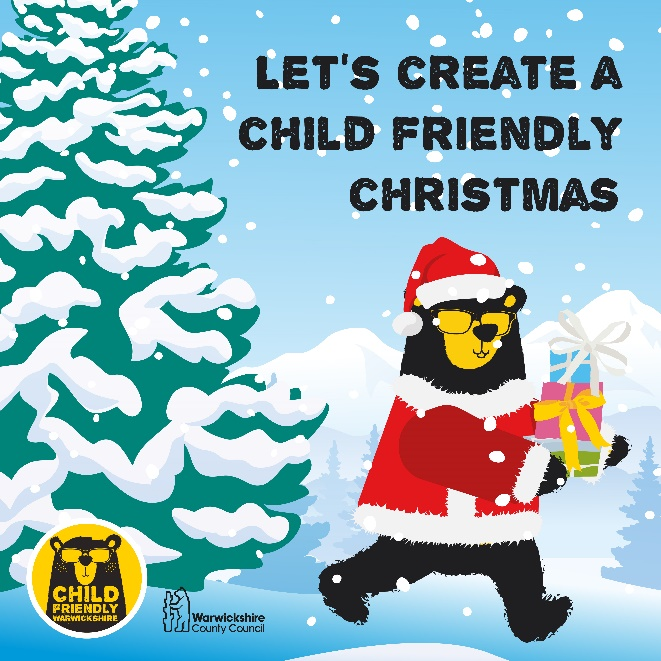 LET'S CREATE A
CHILD FRIENDLY
CHRISTMAS
CHILD
FRIENDLY
WARWICKSHIRE
Warwickshire
County Council